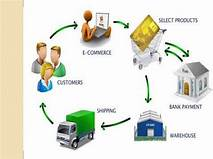 SELECT PRODUCTS
E-COMMERCE
CUSTOMERS
BANK PAYMENT
SHIPPING
WAREHOUSE